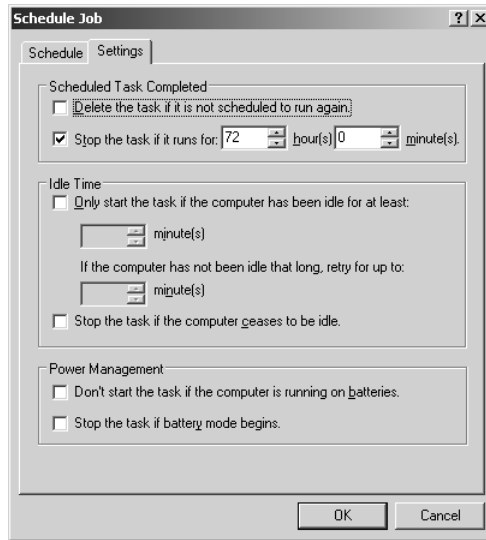 Schedule Job
Schedule Settings
Scheduled Task Completed
Delete the task if it is not scheduled to run again.
Stop the task if it runs for: 72 hour(s) 0 minute(s).
Idle Time
Only start the task if the computer has been idle for at least:
minute(s)
If the computer has not been idle that long, retry for up to:
minute(s)
Stop the task if the computer ceases to be idle.
Power Management
Don't start the task if the computer is running on batteries.
Stop the task if battery mode begins.
OK Cancel